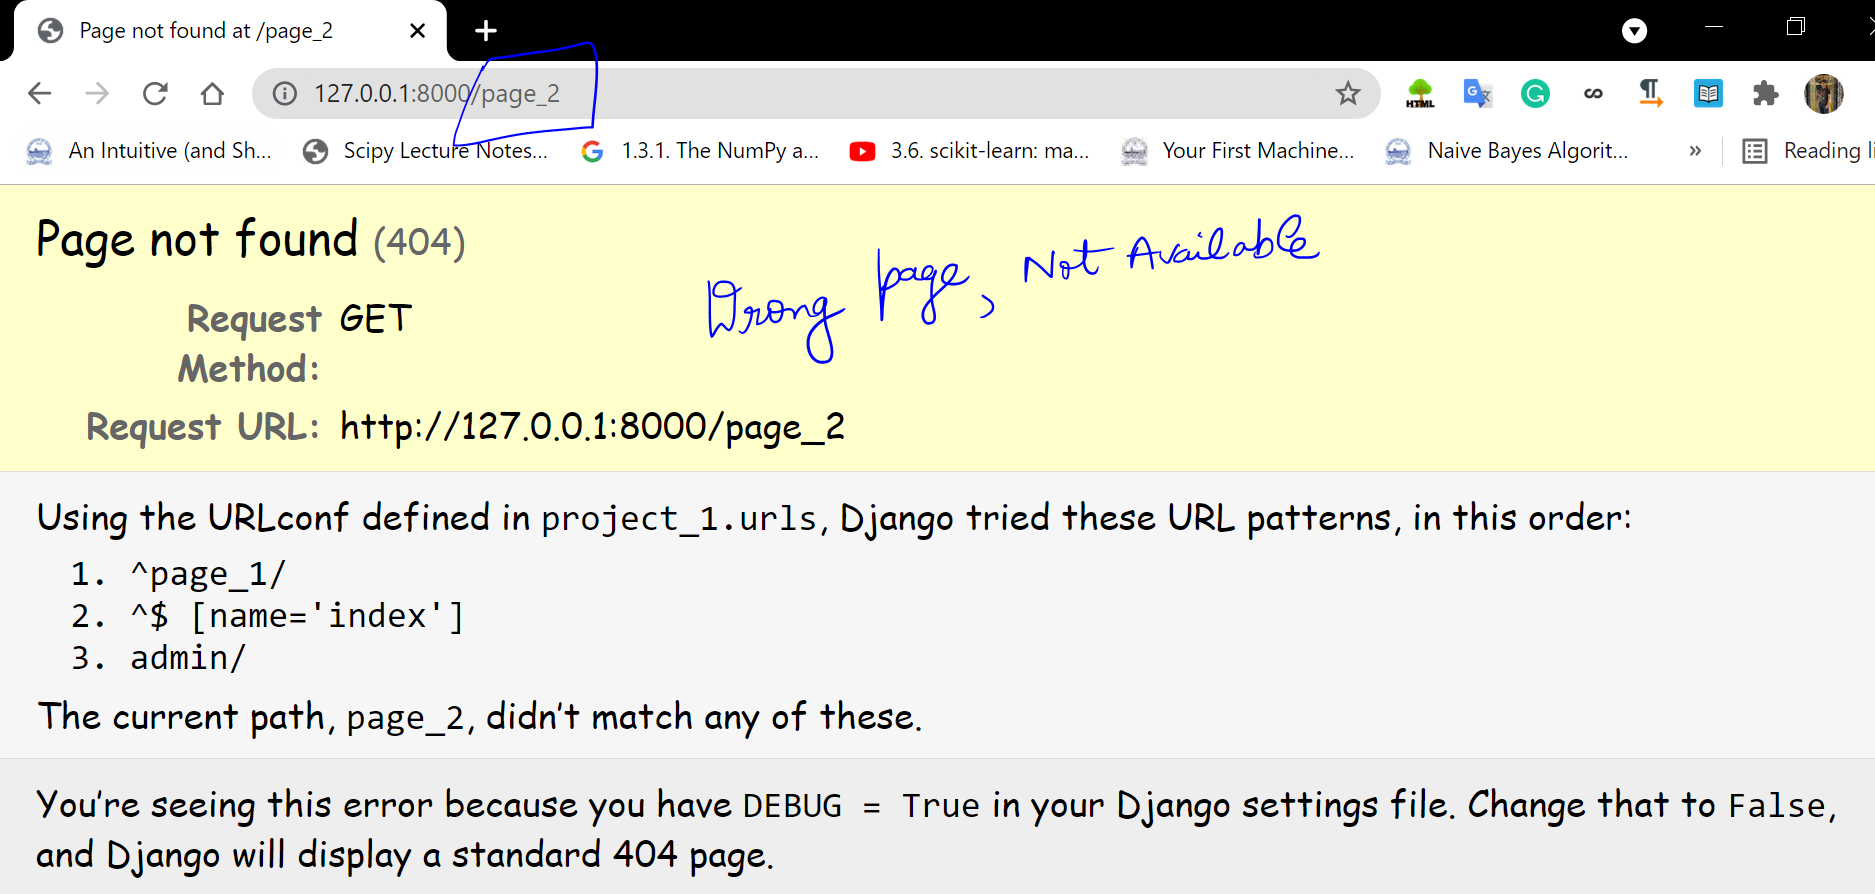 Page not found at /page_2
127.0.0.1:8000/page_2
HTML
An Intuitive (and Sh... Scipy Lecture Notes... 1.3.1. The NumPy a... 3.6. scikit-learn: ma... Your First Machine... Naive Bayes Algorit... » Reading li
Page not found (404)
Wrong page, Not Available
Request Method: GET
Request URL: http://127.0.0.1:8000/page_2
Using the URLconf defined in project_1.urls, Django tried these URL patterns, in this order:
1. ^page_1/
2. ^$ [name='index']
3. admin/
The current path, page_2, didn't match any of these.
You're seeing this error because you have DEBUG = True in your Django settings file. Change that to False,
and Django will display a standard 404 page.